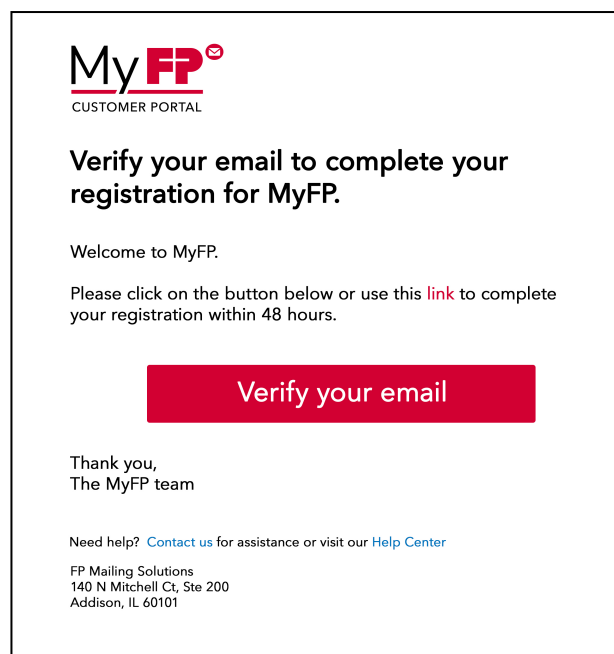 My FP
CUSTOMER PORTAL
Verify your email to complete your
registration for MyFP.
Welcome to MyFP.
Please click on the button below or use this link to complete
your registration within 48 hours.
Verify your email
Thank you,
The MyFP team
Need help? Contact us for assistance or visit our Help Center
FP Mailing Solutions
140 N Mitchell Ct, Ste 200
Addison, IL 60101